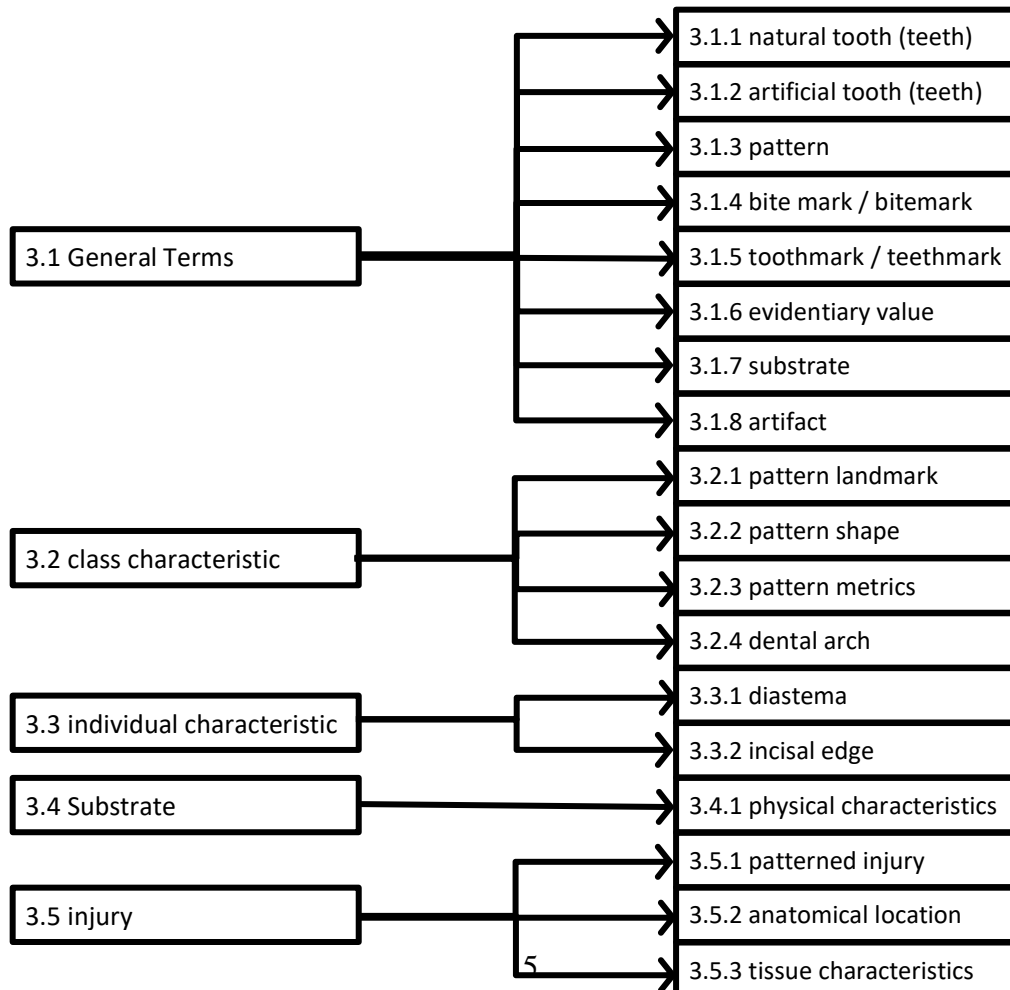 3.1 General Terms
3.1.1 natural tooth (teeth)
3.1.2 artificial tooth (teeth)
3.1.3 pattern
3.1.4 bite mark / bitemark
3.1.5 toothmark / teethmark
3.1.6 evidentiary value
3.1.7 substrate
3.1.8 artifact
3.2 class characteristic
3.2.1 pattern landmark
3.2.2 pattern shape
3.2.3 pattern metrics
3.2.4 dental arch
3.3 individual characteristic
3.3.1 diastema
3.3.2 incisal edge
3.4 Substrate
3.4.1 physical characteristics
3.5 injury
3.5.1 patterned injury
3.5.2 anatomical location
3.5.3 tissue characteristics
5